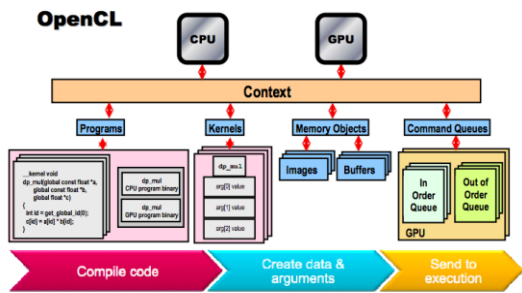 OpenCL
CPU
GPU
Context
Programs
Kernels
Memory Objects
Command Queues
__kernel void
dp_mul(global const float *a,
global const float *b,
global float *c)
{
int id = get_global_id(0);
c[id] = a[id] * b[id];
}
dp_mul
CPU program binary
dp_mul
GPU program binary
dp_mul
arg[0] value
arg[1] value
arg[2] value
Images
Buffers
In
Order
Queue
Out of
Order
Queue
GPU
Compile code
Create data &
arguments
Send to
execution